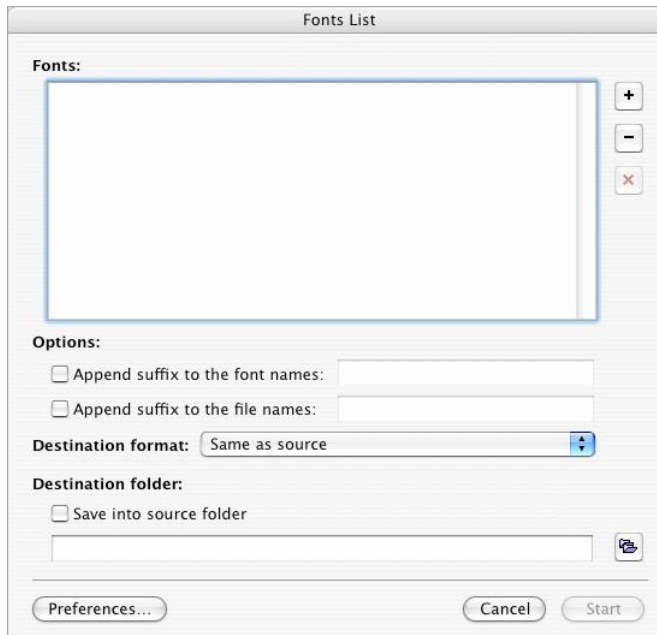 Fonts List
Fonts:
+
-
×
Options:
Append suffix to the font names:
Append suffix to the file names:
Destination format: Same as source
Destination folder:
Save into source folder
Preferences... Cancel Start